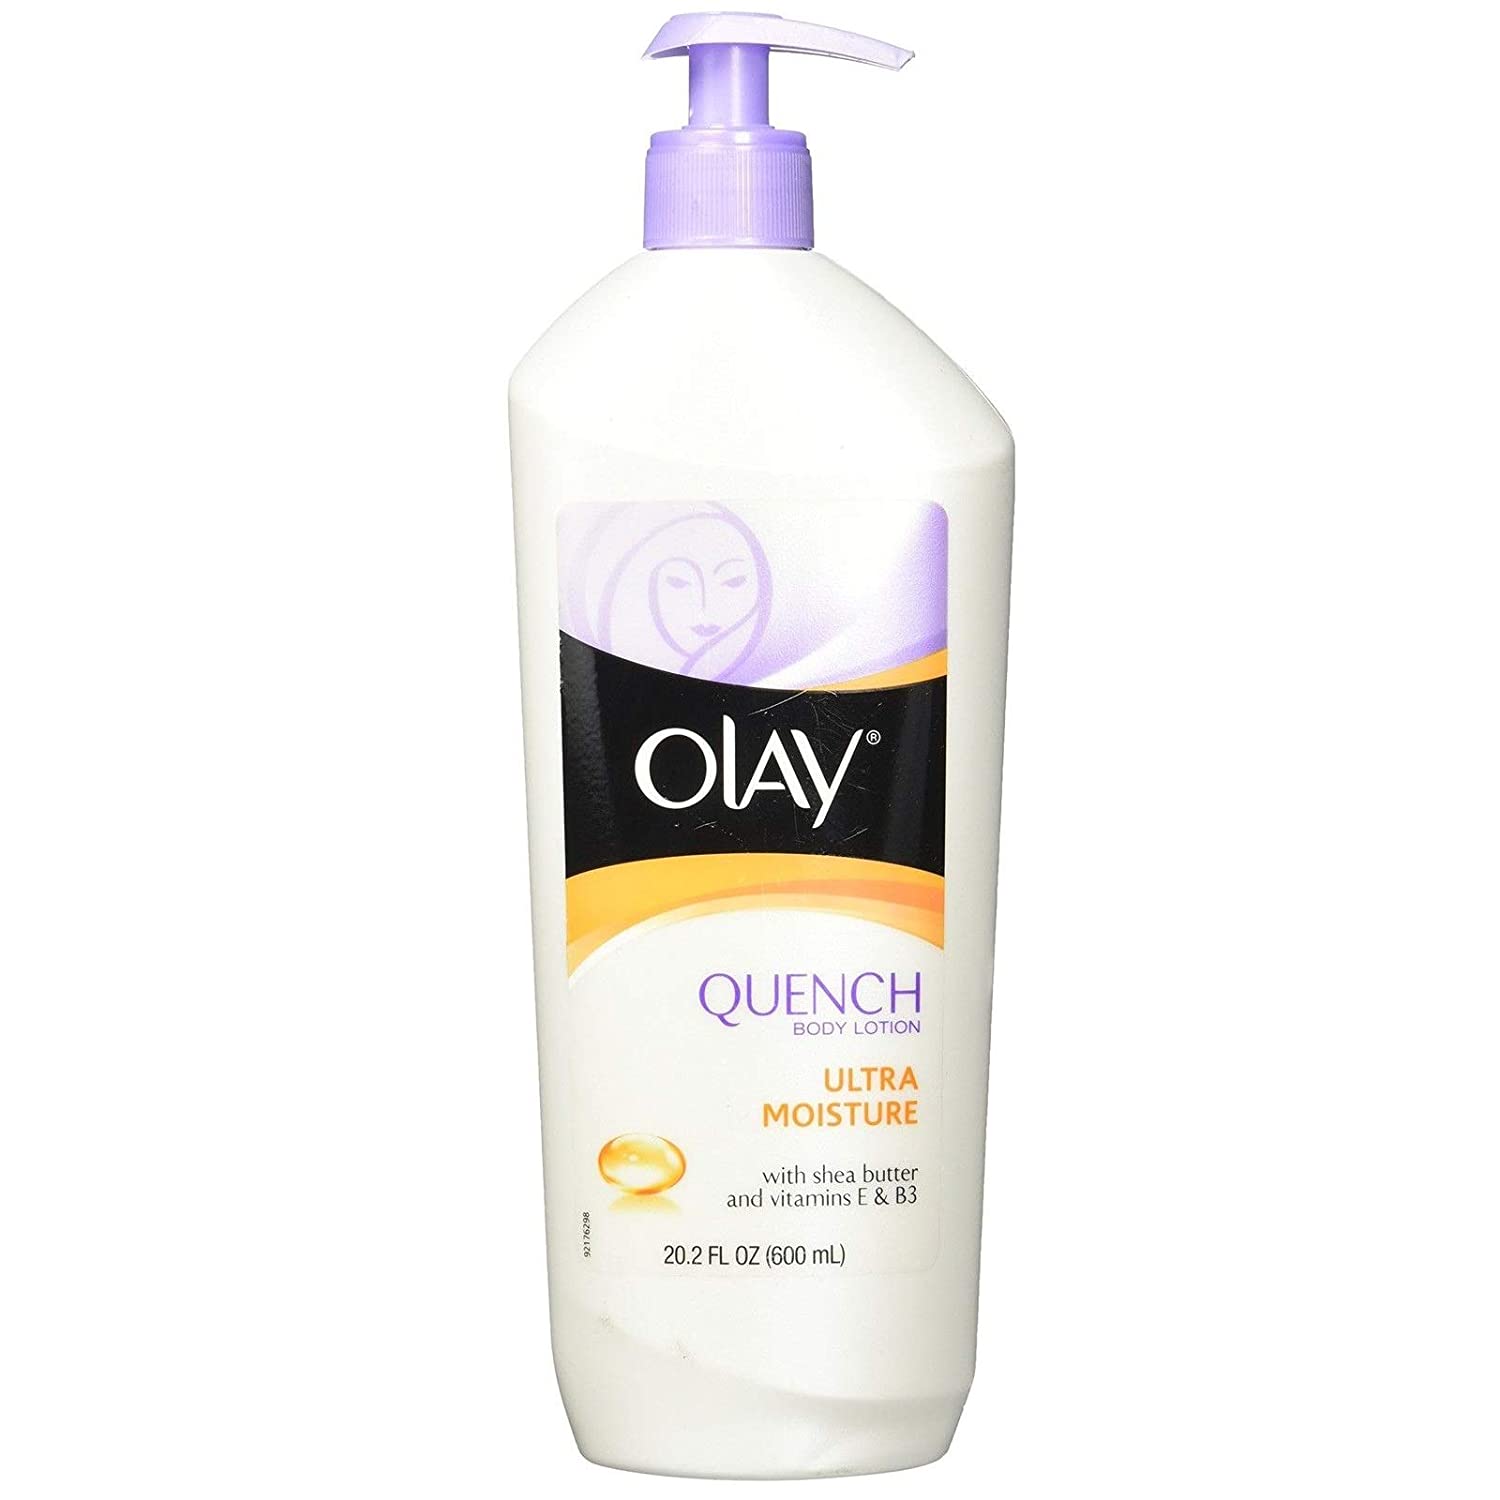 OLAY®
QUENCH
BODY LOTION
ULTRA
MOISTURE
with shea butter
and vitamins E & B3
92176298
20.2 FL OZ (600 mL)